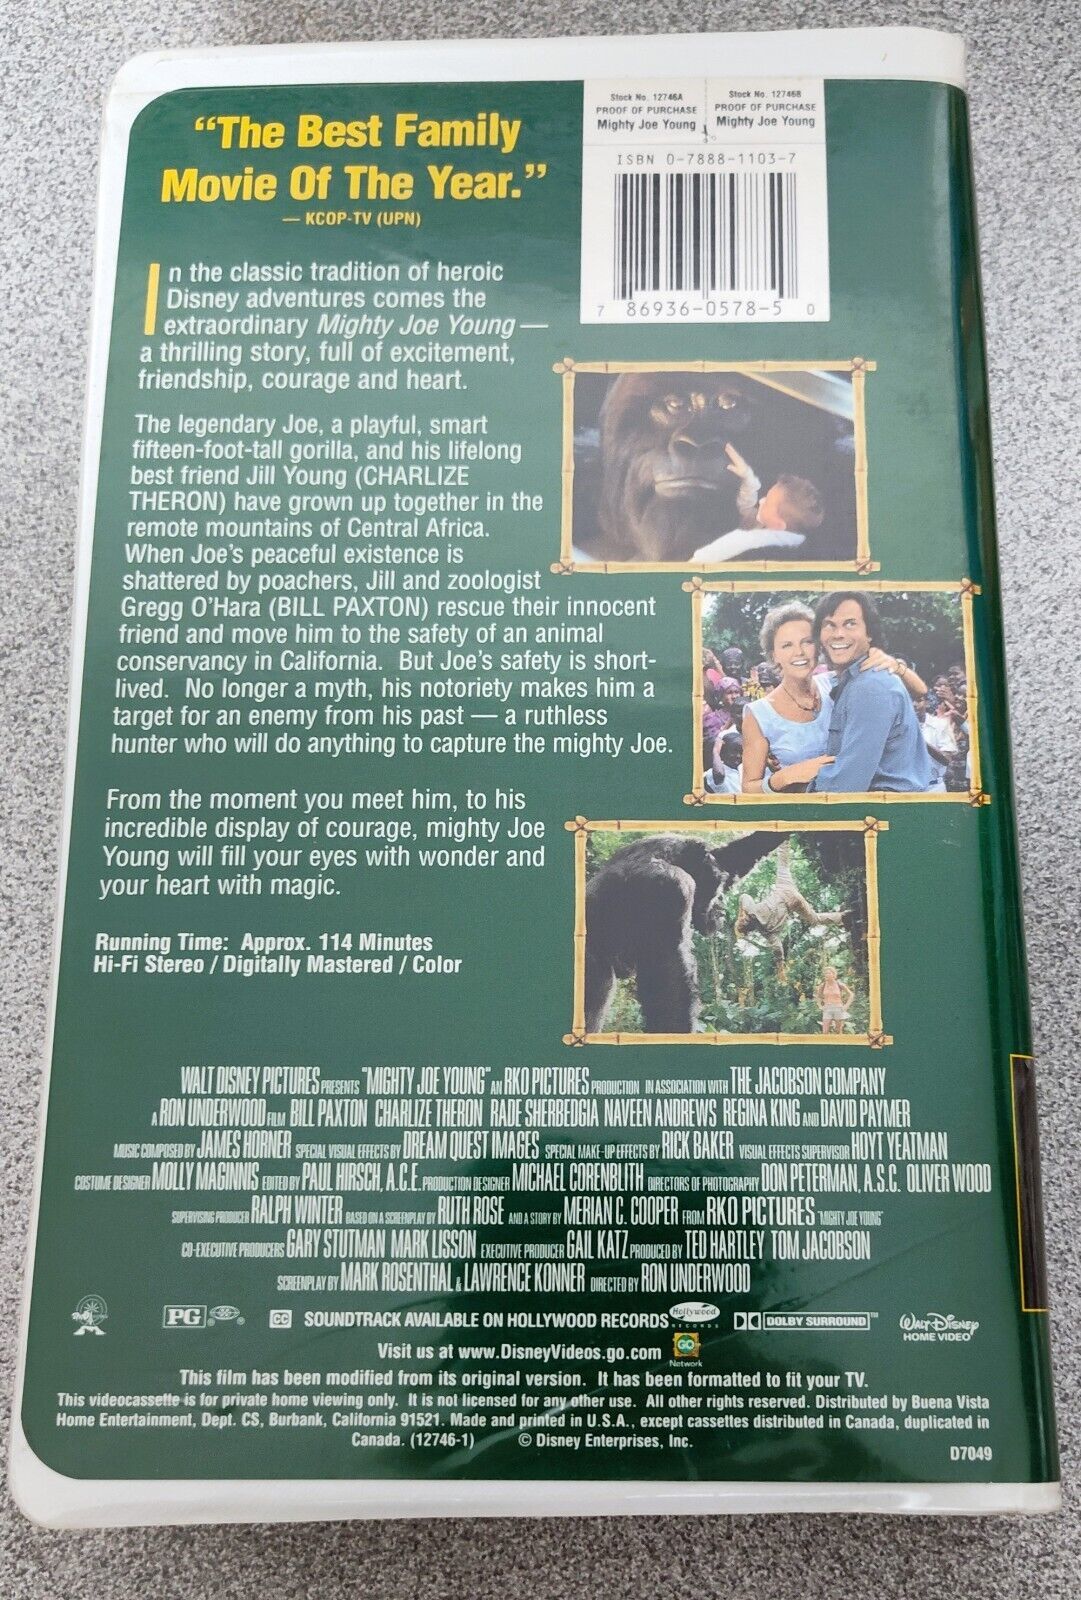 "The Best Family
Movie Of The Year."
— KCOP-TV (UPN)
Stock No. 12746A
PROOF OF PURCHASE
Mighty Joe Young
Stock No. 12746B
PROOF OF PURCHASE
Mighty Joe Young
ISBN 0-7888-1103-7
7 86936-0578-5 0
In the classic tradition of heroic
Disney adventures comes the
extraordinary Mighty Joe Young —
a thrilling story, full of excitement,
friendship, courage and heart.
The legendary Joe, a playful, smart
fifteen-foot-tall gorilla, and his lifelong
best friend Jill Young (CHARLIZE
THERON) have grown up together in the
remote mountains of Central Africa.
When Joe's peaceful existence is
shattered by poachers, Jill and zoologist
Gregg O'Hara (BILL PAXTON) rescue their innocent
friend and move him to the safety of an animal
conservancy in California. But Joe's safety is short-
lived. No longer a myth, his notoriety makes him a
target for an enemy from his past — a ruthless
hunter who will do anything to capture the mighty Joe.
From the moment you meet him, to his
incredible display of courage, mighty Joe
Young will fill your eyes with wonder and
your heart with magic.
Running Time: Approx. 114 Minutes
Hi-Fi Stereo / Digitally Mastered / Color
WALT DISNEY PICTURES PRESENTS "MIGHTY JOE YOUNG" AN RKO PICTURES PRODUCTION IN ASSOCIATION WITH THE JACOBSON COMPANY
A RON UNDERWOOD FILM BILL PAXTON CHARLIZE THERON RADE SHERBEDGIA NAVEEN ANDREWS REGINA KING AND DAVID PAYMER
MUSIC COMPOSED BY JAMES HORNER SPECIAL VISUAL EFFECTS BY DREAM QUEST IMAGES SPECIAL MAKE-UP EFFECTS BY RICK BAKER VISUAL EFFECTS SUPERVISOR HOYT YEATMAN
COSTUME DESIGNER MOLLY MAGINNIS EDITED BY PAUL HIRSCH, A.C.E. PRODUCTION DESIGNER MICHAEL CORENBLITH DIRECTORS OF PHOTOGRAPHY DON PETERMAN, A.S.C. OLIVER WOOD
SUPERVISING PRODUCER RALPH WINTER BASED ON A SCREENPLAY BY RUTH ROSE AND A STORY BY MERIAN C. COOPER FROM RKO PICTURES "MIGHTY JOE YOUNG"
CO-EXECUTIVE PRODUCERS GARY STUTMAN MARK LISSON EXECUTIVE PRODUCER GAIL KATZ PRODUCED BY TED HARTLEY TOM JACOBSON
SCREENPLAY BY MARK ROSENTHAL & LAWRENCE KONNER DIRECTED BY RON UNDERWOOD
PG CC SOUNDTRACK AVAILABLE ON HOLLYWOOD RECORDS Hollywood RECORDS DOLBY SURROUND™ WALT DISNEY HOME VIDEO
Visit us at www.DisneyVideos.go.com GO Network
This film has been modified from its original version. It has been formatted to fit your TV.
This videocassette is for private home viewing only. It is not licensed for any other use. All other rights reserved. Distributed by Buena Vista
Home Entertainment, Dept. CS, Burbank, California 91521. Made and printed in U.S.A., except cassettes distributed in Canada, duplicated in
Canada. (12746-1) © Disney Enterprises, Inc.
D7049